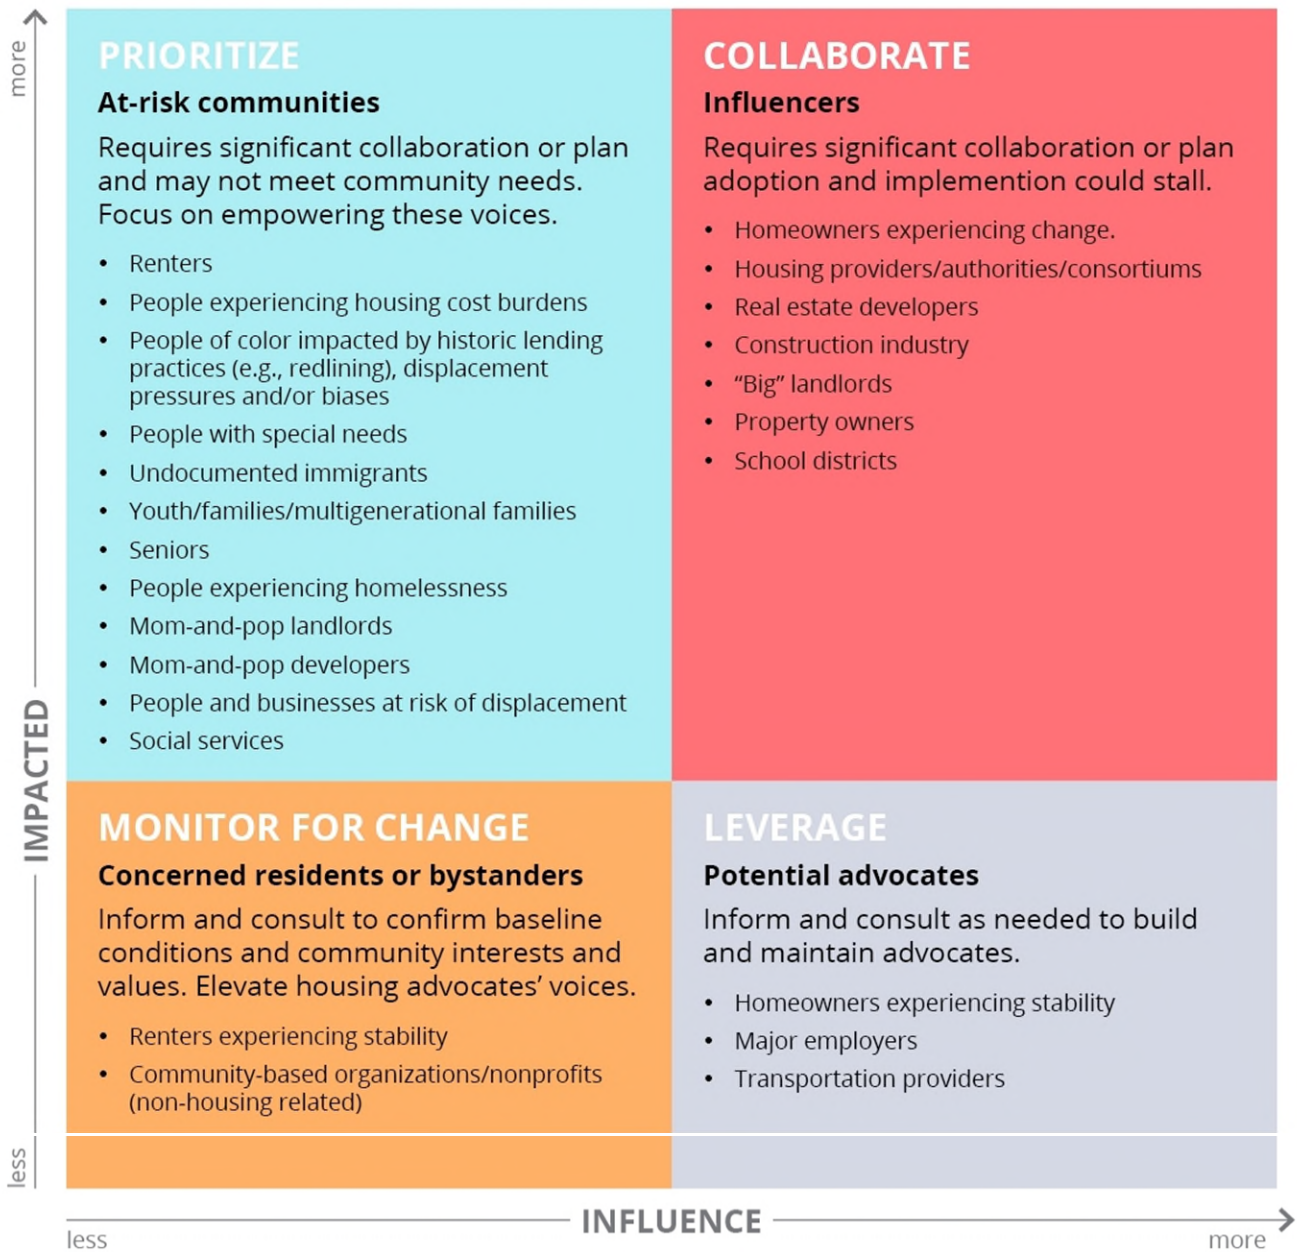 more
PRIORITIZE
At-risk communities
Requires significant collaboration or plan
and may not meet community needs.
Focus on empowering these voices.
• Renters
• People experiencing housing cost burdens
• People of color impacted by historic lending
practices (e.g., redlining), displacement
pressures and/or biases
• People with special needs
• Undocumented immigrants
• Youth/families/multigenerational families
• Seniors
• People experiencing homelessness
• Mom-and-pop landlords
• Mom-and-pop developers
• People and businesses at risk of displacement
• Social services
COLLABORATE
Influencers
Requires significant collaboration or plan
adoption and implemention could stall.
• Homeowners experiencing change.
• Housing providers/authorities/consortiums
• Real estate developers
• Construction industry
• “Big” landlords
• Property owners
• School districts
IMPACTED
MONITOR FOR CHANGE
Concerned residents or bystanders
Inform and consult to confirm baseline
conditions and community interests and
values. Elevate housing advocates’ voices.
• Renters experiencing stability
• Community-based organizations/nonprofits
(non-housing related)
LEVERAGE
Potential advocates
Inform and consult as needed to build
and maintain advocates.
• Homeowners experiencing stability
• Major employers
• Transportation providers
less
less
INFLUENCE
more